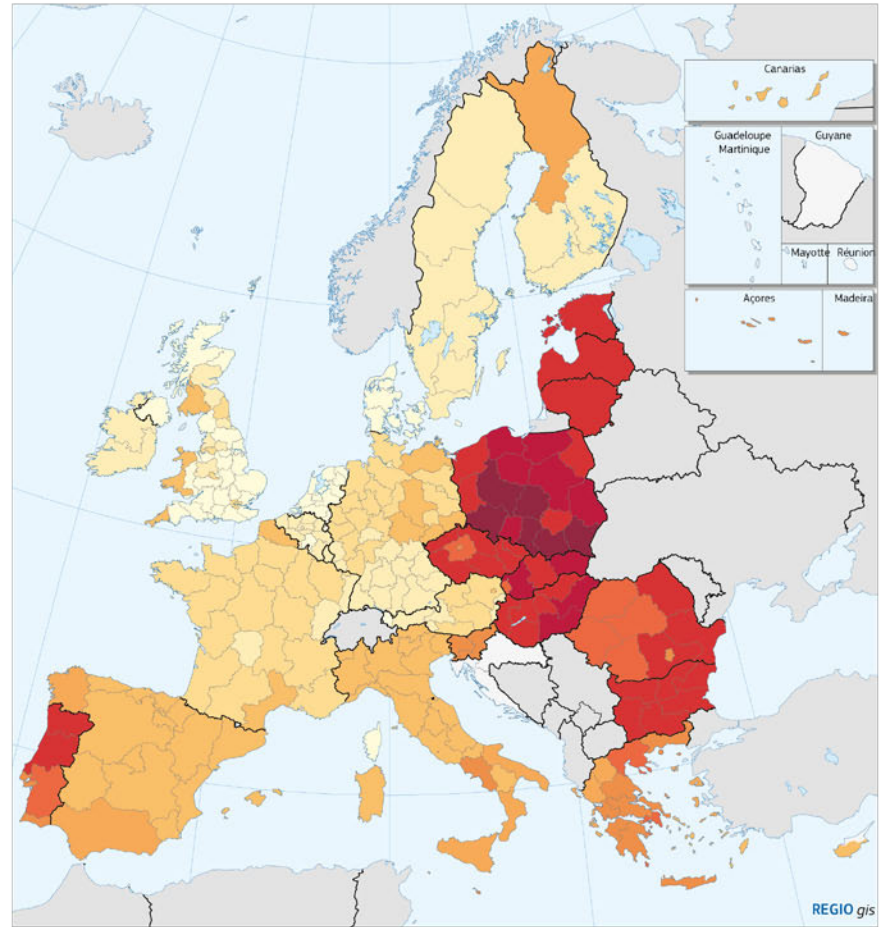 Canarias
Guadeloupe
Martinique
Guyane
Mayotte
Réunion
Açores
Madeira
REGIO gis